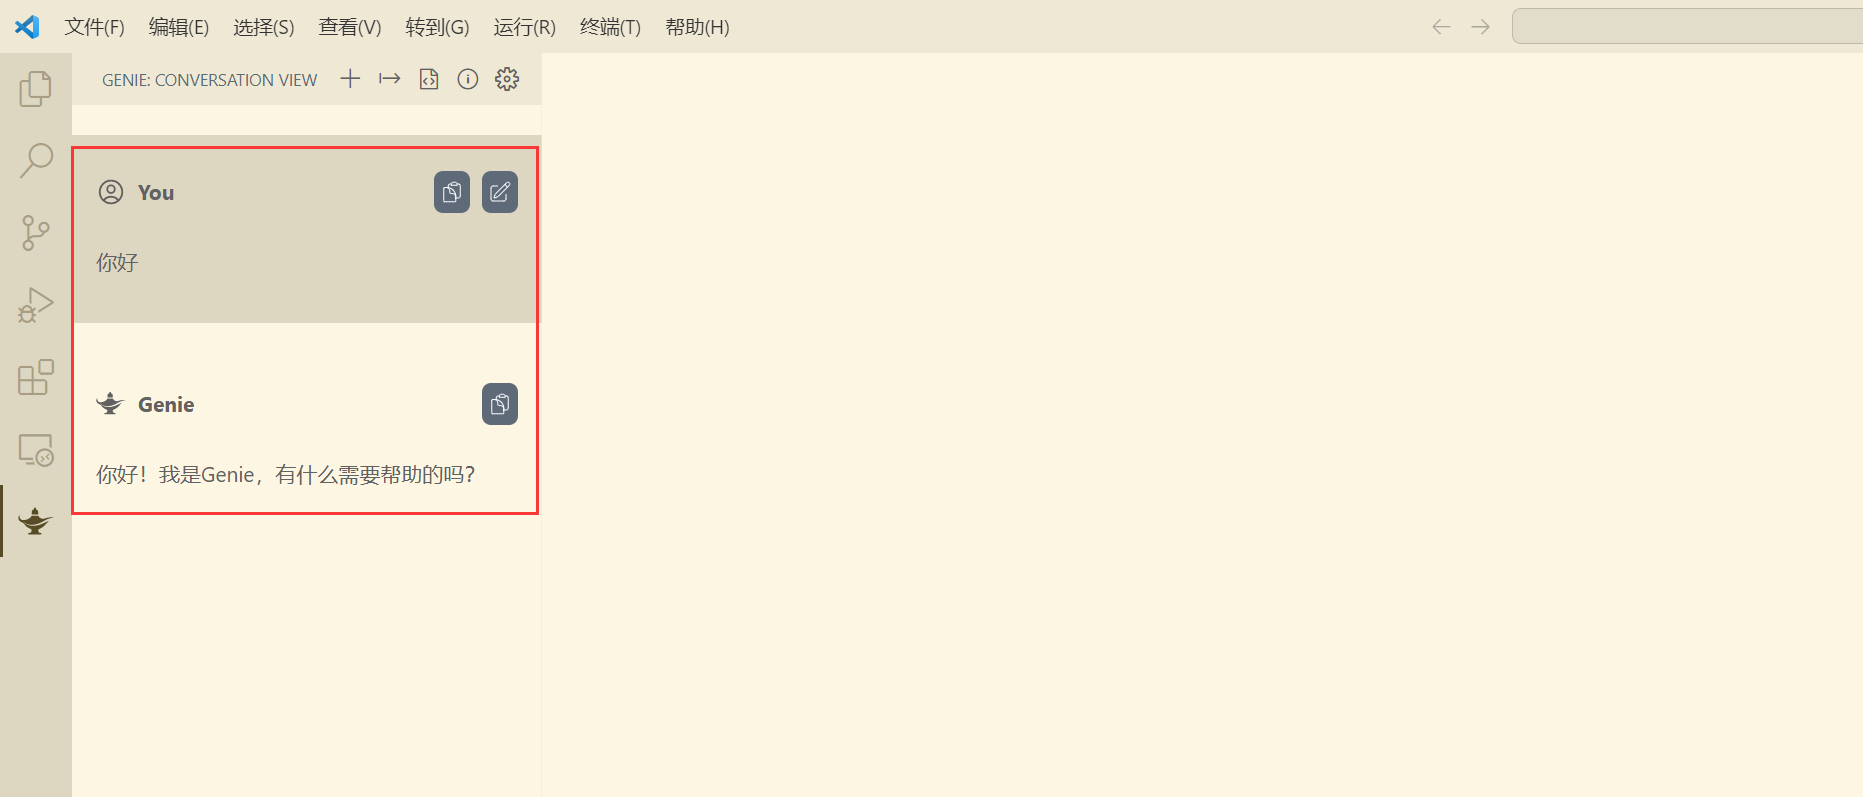 文件(F) 编辑(E) 选择(S) 查看(V) 转到(G) 运行(R) 终端(T) 帮助(H)
GENIE: CONVERSATION VIEW
You
你好
Genie
你好！我是Genie，有什么需要帮助的吗？